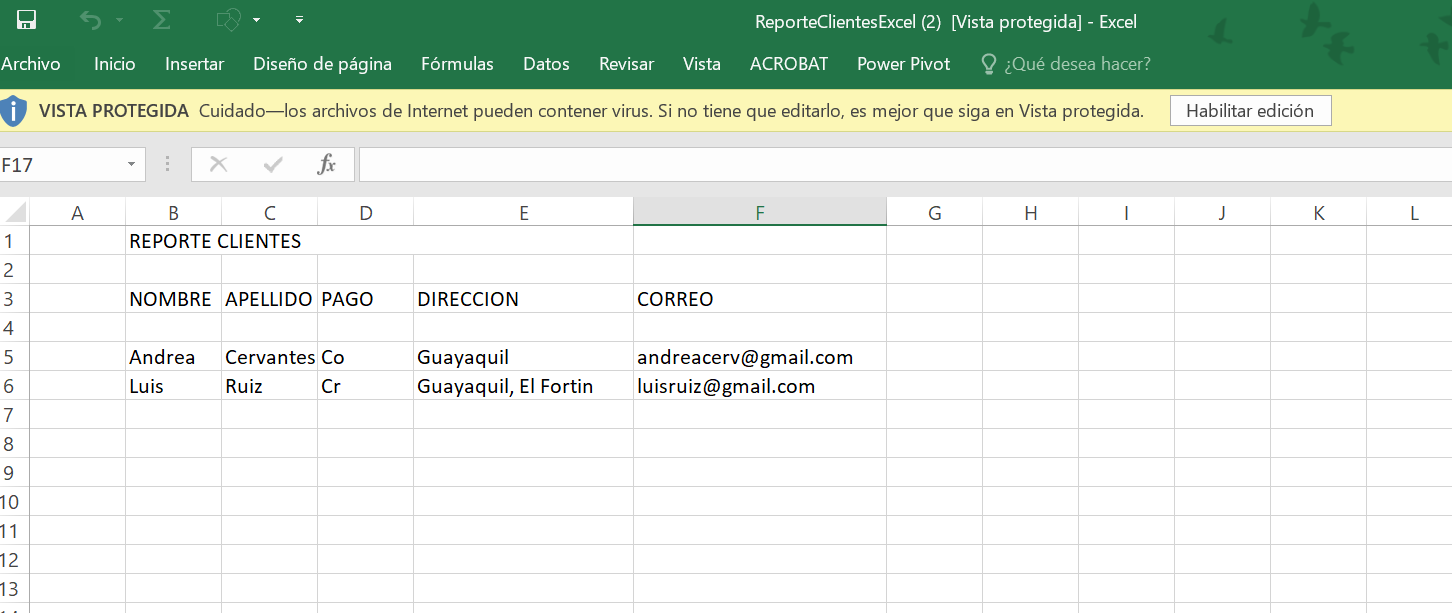 ReporteClientesExcel (2) [Vista protegida] - Excel
Archivo Inicio Insertar Diseño de página Fórmulas Datos Revisar Vista ACROBAT Power Pivot ¿Qué desea hacer?
VISTA PROTEGIDA Cuidado—los archivos de Internet pueden contener virus. Si no tiene que editarlo, es mejor que siga en Vista protegida. Habilitar edición
F17 fx
A B C D E F G H I J K L
1 REPORTE CLIENTES
2
3 NOMBRE APELLIDO PAGO DIRECCION CORREO
4
5 Andrea Cervantes Co Guayaquil andreacerv@gmail.com
6 Luis Ruiz Cr Guayaquil, El Fortin luisruiz@gmail.com
7
8
9
10
11
12
13